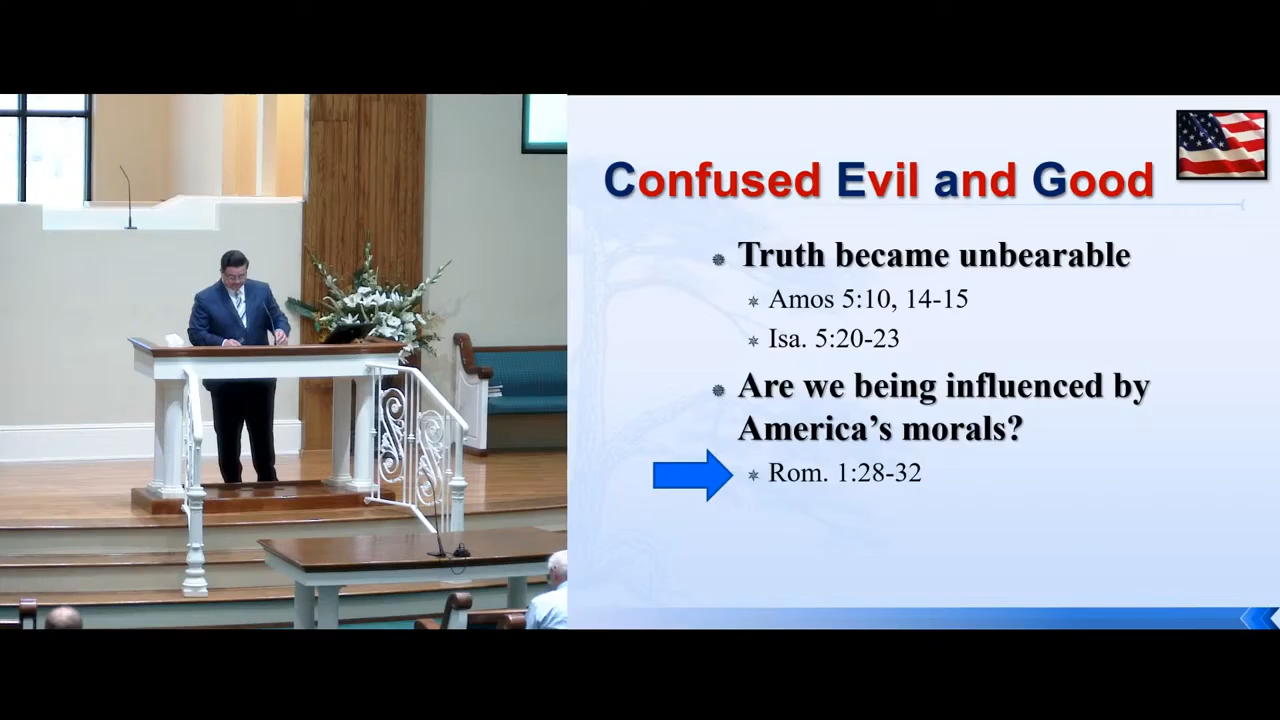 Confused Evil and Good
Truth became unbearable
Amos 5:10, 14-15
Isa. 5:20-23
Are we being influenced by
America’s morals?
Rom. 1:28-32